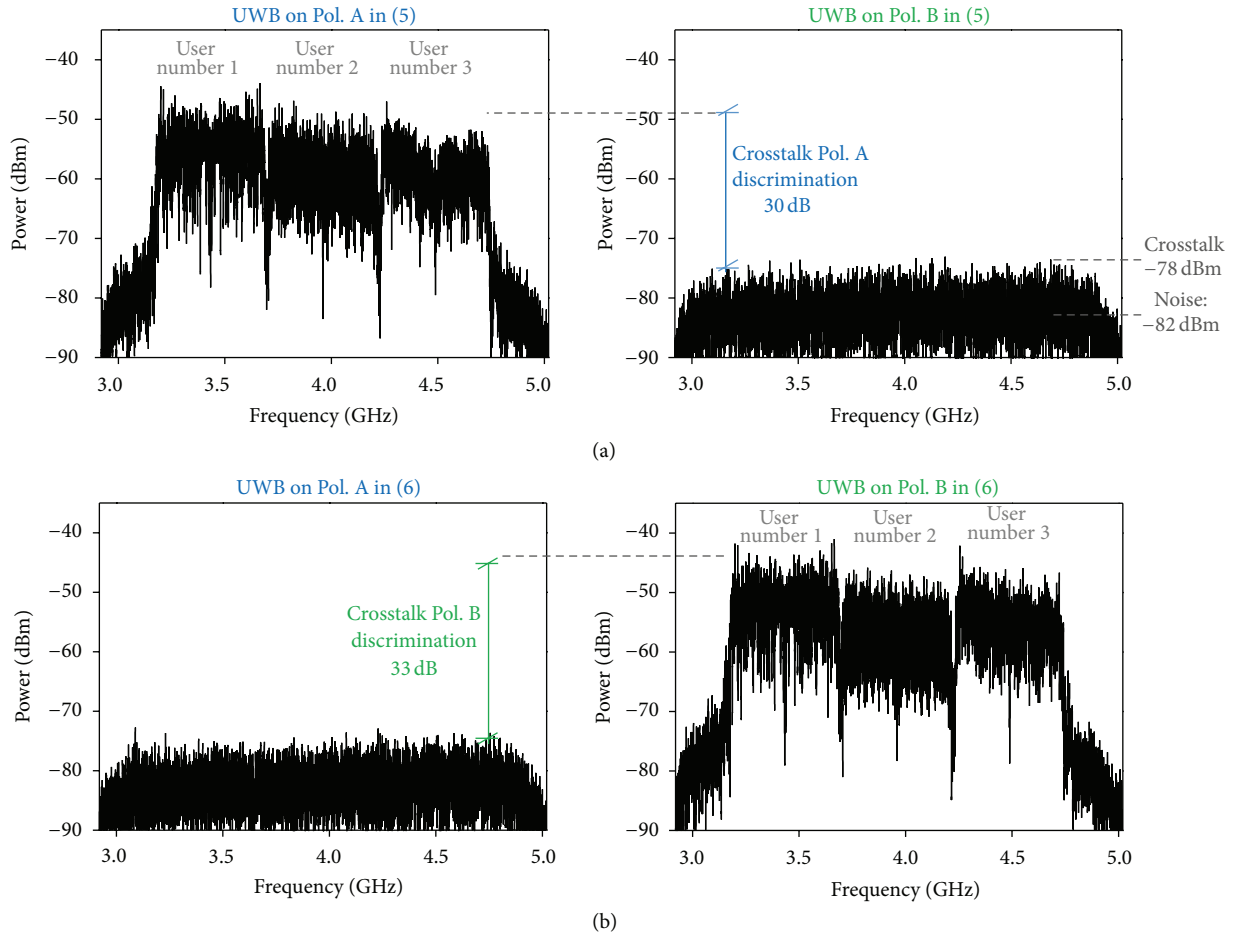 UWB on Pol. A in (5)
UWB on Pol. B in (5)
−40
−50
−60
−70
−80
−90
Power (dBm)
User
number 1
User
number 2
User
number 3
3.0
3.5
4.0
4.5
5.0
Frequency (GHz)
−40
−50
−60
−70
−80
−90
Power (dBm)
Crosstalk Pol. A
discrimination
30 dB
Crosstalk
−78 dBm
Noise:
−82 dBm
3.0
3.5
4.0
4.5
5.0
Frequency (GHz)
(a)
UWB on Pol. A in (6)
UWB on Pol. B in (6)
−40
−50
−60
−70
−80
−90
Power (dBm)
Crosstalk Pol. B
discrimination
33 dB
3.0
3.5
4.0
4.5
5.0
Frequency (GHz)
−40
−50
−60
−70
−80
−90
Power (dBm)
User
number 1
User
number 2
User
number 3
3.0
3.5
4.0
4.5
5.0
Frequency (GHz)
(b)